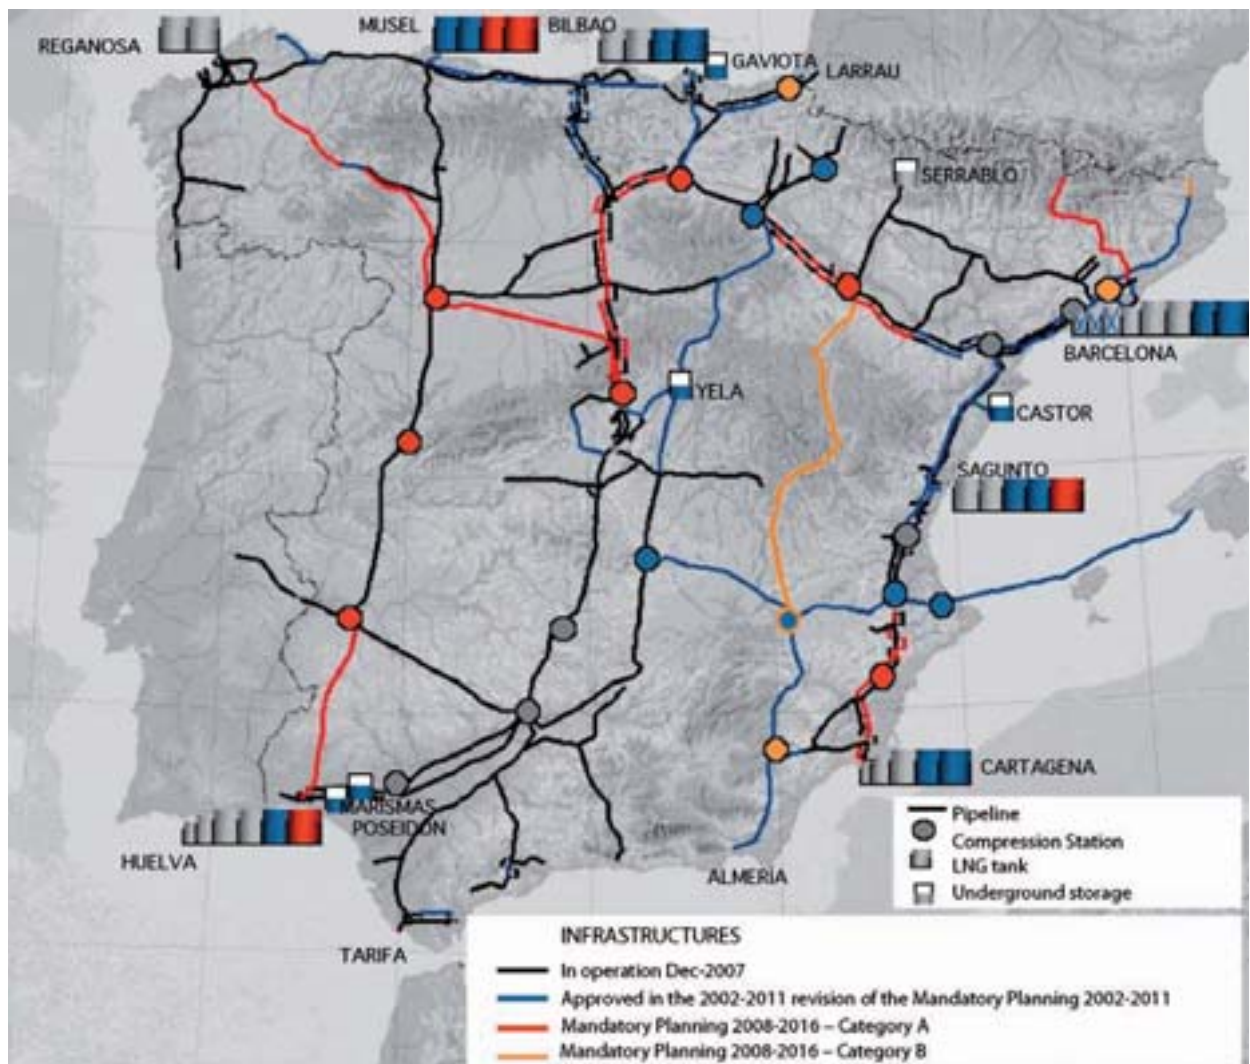 REGANOSA
MUSEL
BILBAO
GAVIOTA
LARRAU
SERRABLO
BARCELONA
YELA
CASTOR
SAGUNTO
CARTAGENA
MARISMAS
POSEIDON
HUELVA
ALMERÍA
TARIFA
Pipeline
Compression Station
LNG tank
Underground storage
INFRASTRUCTURES
In operation Dec-2007
Approved in the 2002-2011 revision of the Mandatory Planning 2002-2011
Mandatory Planning 2008-2016 – Category A
Mandatory Planning 2008-2016 – Category B